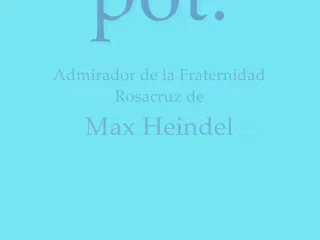 por:
Admirador de la Fraternidad
Rosacruz de
Max Heindel